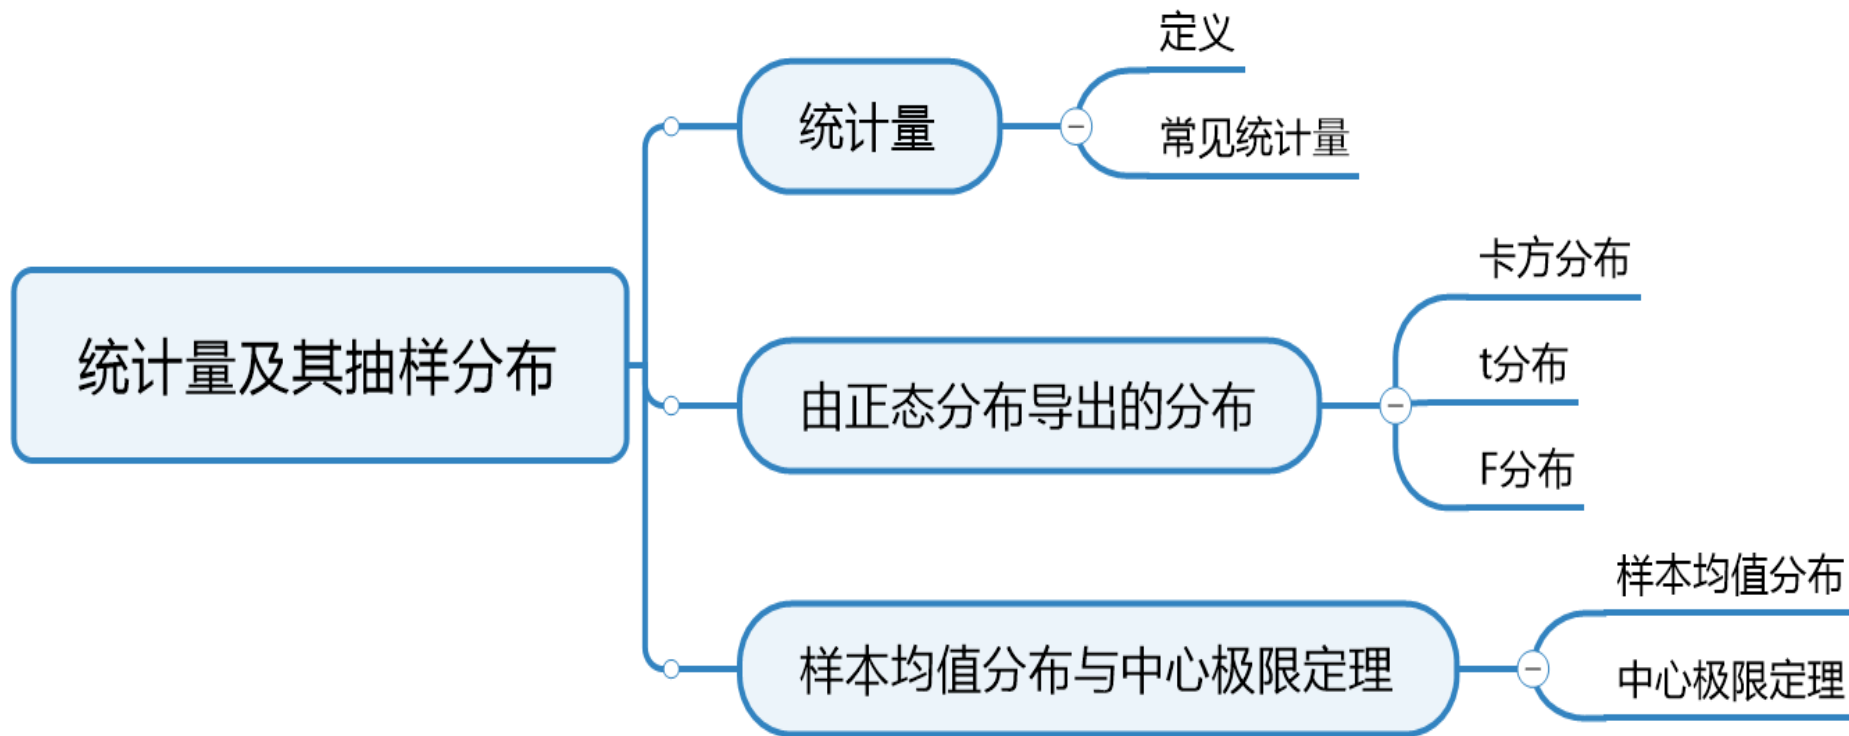 统计量及其抽样分布
统计量
定义
常见统计量
由正态分布导出的分布
卡方分布
t分布
F分布
样本均值分布与中心极限定理
样本均值分布
中心极限定理